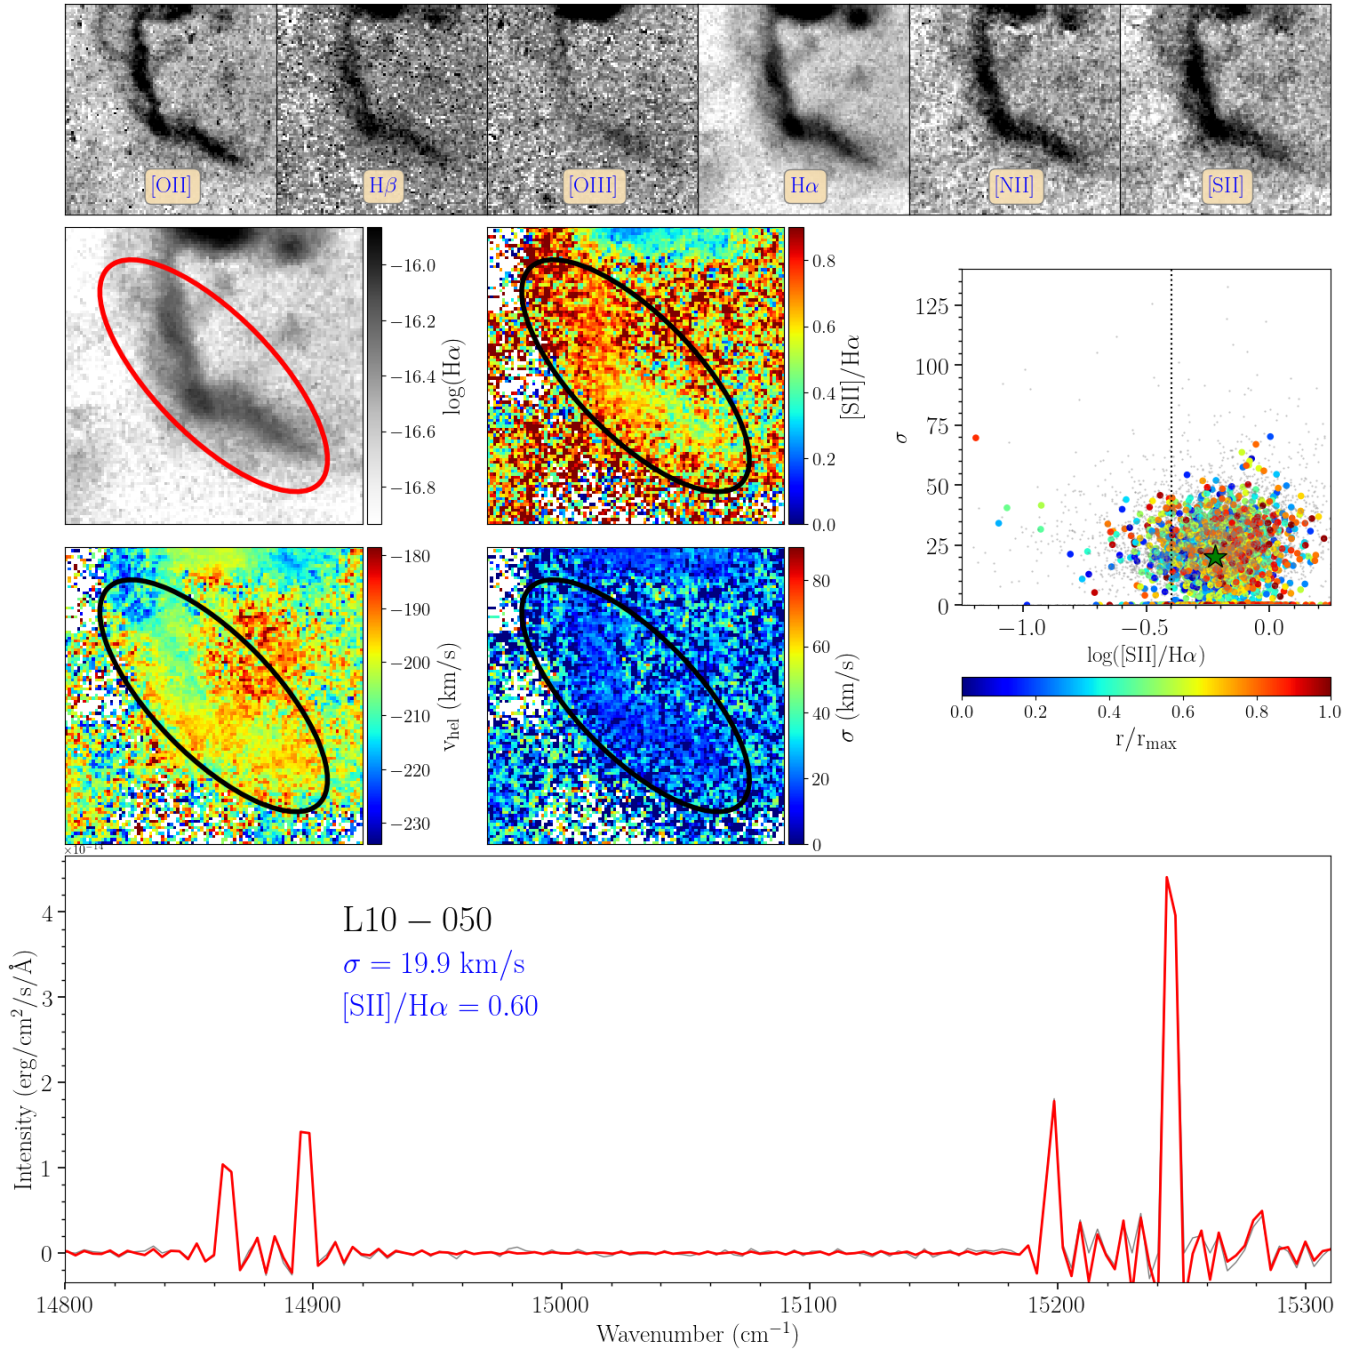 [OII] Hβ [OIII] Hα [NII] [SII]
−16.0
−16.2
−16.4
−16.6
−16.8
log(Hα)
0.8
0.6
0.4
0.2
0.0
[SII]/Hα
125
100
75
50
25
0
σ
−1.0 −0.5 0.0
log([SII]/Hα)
0.0 0.2 0.4 0.6 0.8 1.0
r/r_max
−180
−190
−200
−210
−220
−230
v_hel (km/s)
80
60
40
20
0
σ (km/s)
L10 − 050
σ = 19.9 km/s
[SII]/Hα = 0.60
4
3
2
1
0
Intensity (erg/cm²/s/Å)
14800 14900 15000 15100 15200 15300
Wavenumber (cm⁻¹)